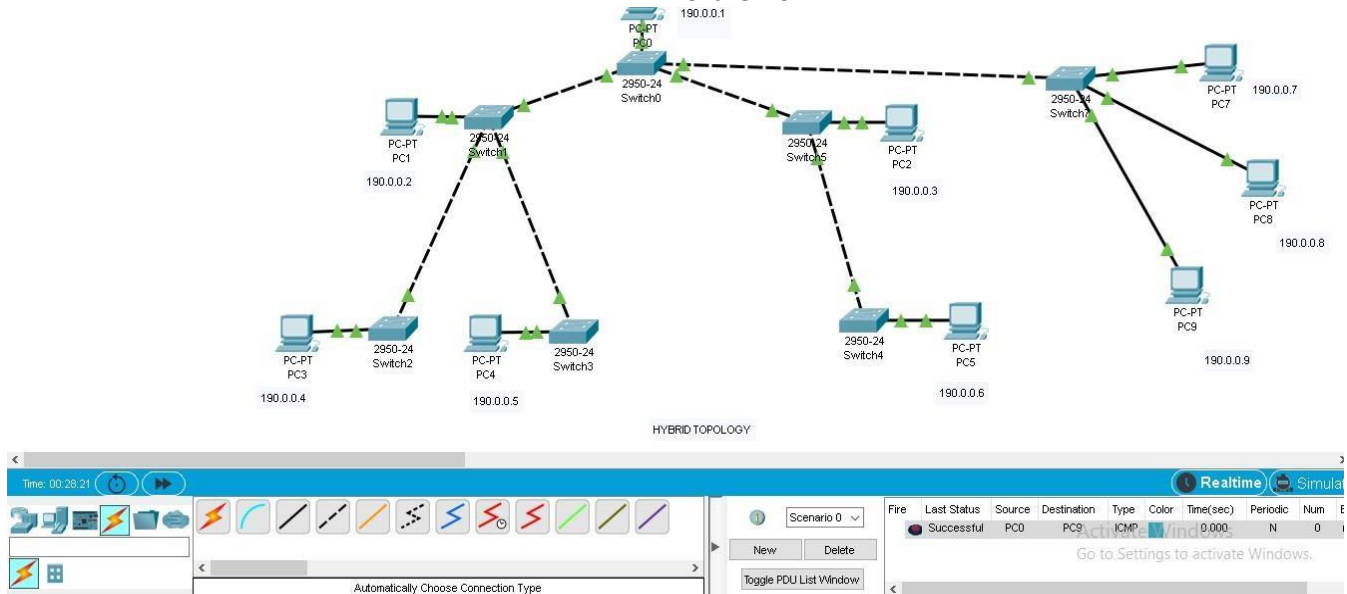 190.0.0.1
PC-PT
PC0
2950-24
Switch0
PC-PT
PC7
190.0.0.7
2950-24
Switch7
PC-PT
PC1
190.0.0.2
2950-24
Switch1
2950-24
Switch5
PC-PT
PC2
190.0.0.3
PC-PT
PC8
190.0.0.8
PC-PT
PC9
190.0.0.9
PC-PT
PC3
190.0.0.4
2950-24
Switch2
PC-PT
PC4
190.0.0.5
2950-24
Switch3
2950-24
Switch4
PC-PT
PC5
190.0.0.6
HYBRID TOPOLOGY
Time: 00:28:21
Realtime
Scenario 0
New
Delete
Toggle PDU List Window
Fire Last Status Source Destination Type Color Time(sec) Periodic Num
Successful PC0 PC9 ICMP 0.000 N 0
Activate Windows
Go to Settings to activate Windows.
Automatically Choose Connection Type